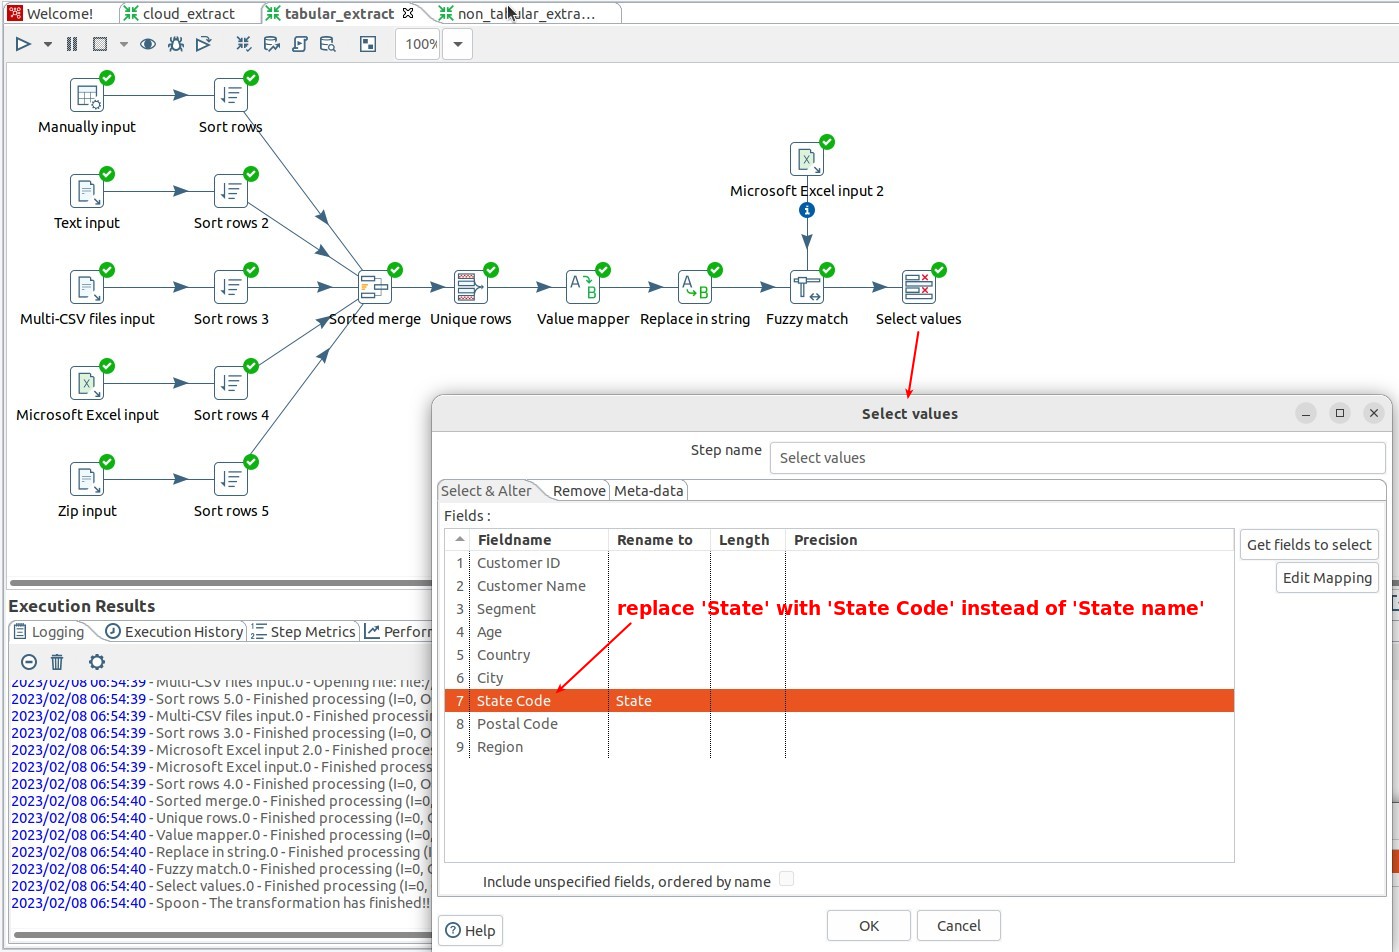 Welcome!
cloud_extract
tabular_extract
non_tabular_extra...
100%
Manually input
Sort rows
Text input
Sort rows 2
Microsoft Excel input 2
Multi-CSV files input
Sort rows 3
Sorted merge
Unique rows
Value mapper
Replace in string
Fuzzy match
Select values
Microsoft Excel input
Sort rows 4
Zip input
Sort rows 5
Select values
Step name
Select values
Select & Alter
Remove
Meta-data
Fields :
Fieldname
Rename to
Length
Precision
1 Customer ID
2 Customer Name
3 Segment
4 Age
5 Country
6 City
7 State Code State
8 Postal Code
9 Region
replace 'State' with 'State Code' instead of 'State name'
Get fields to select
Edit Mapping
Include unspecified fields, ordered by name
Help
OK
Cancel
Execution Results
Logging
Execution History
Step Metrics
Perforr
2023/02/08 06:54:39 - Multi-CSV files input.0 - Opening file: file:/
2023/02/08 06:54:39 - Sort rows 5.0 - Finished processing (I=0, O
2023/02/08 06:54:39 - Multi-CSV files input.0 - Finished processi
2023/02/08 06:54:39 - Sort rows 3.0 - Finished processing (I=0, O
2023/02/08 06:54:39 - Microsoft Excel input 2.0 - Finished proce
2023/02/08 06:54:39 - Microsoft Excel input.0 - Finished process
2023/02/08 06:54:39 - Sort rows 4.0 - Finished processing (I=0, O
2023/02/08 06:54:40 - Sorted merge.0 - Finished processing (I=0
2023/02/08 06:54:40 - Unique rows.0 - Finished processing (I=0, O
2023/02/08 06:54:40 - Value mapper.0 - Finished processing (I=0
2023/02/08 06:54:40 - Replace in string.0 - Finished processing (I
2023/02/08 06:54:40 - Fuzzy match.0 - Finished processing (I=0, O
2023/02/08 06:54:40 - Select values.0 - Finished processing (I=0,
2023/02/08 06:54:40 - Spoon - The transformation has finished!!